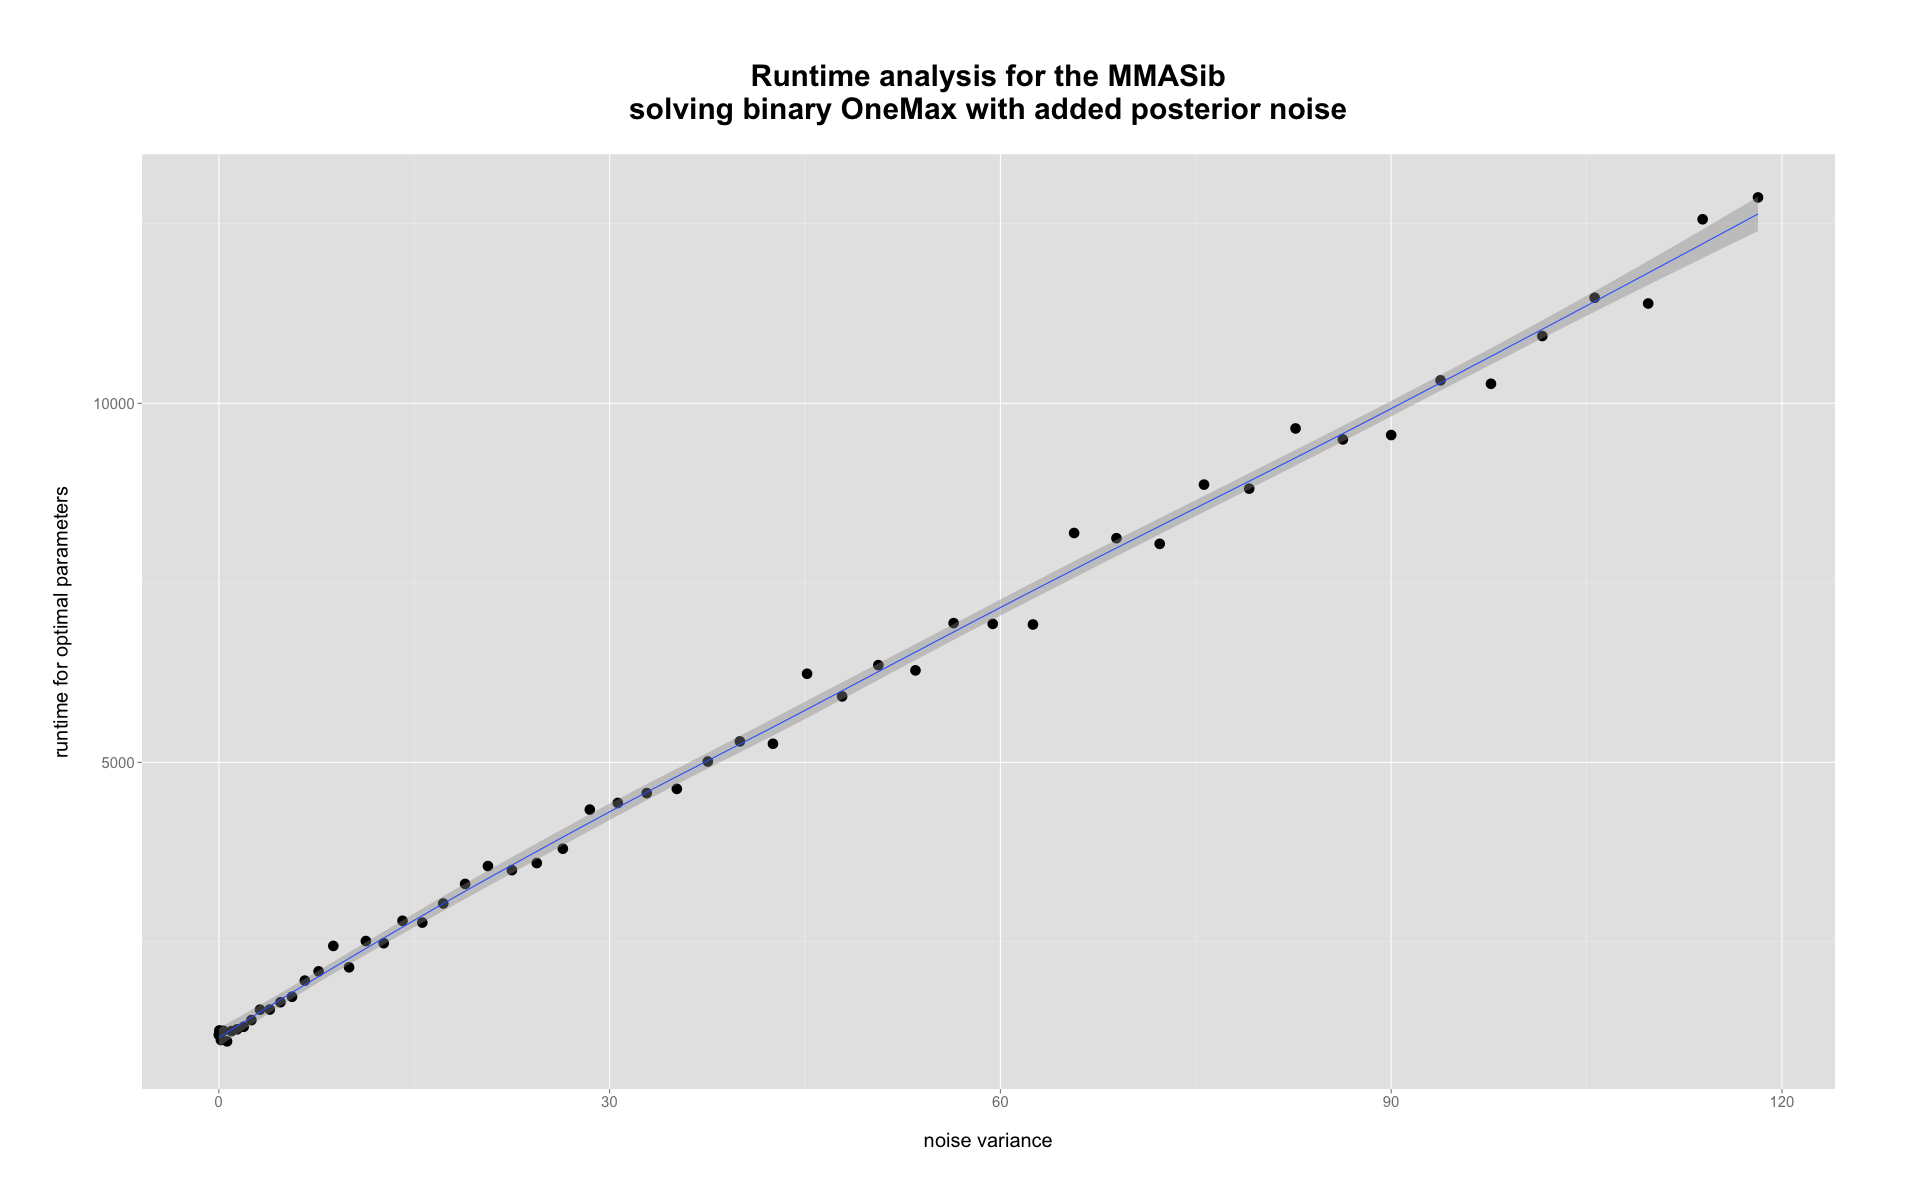 Runtime analysis for the MMASib
solving binary OneMax with added posterior noise
runtime for optimal parameters
10000
5000
0
30
60
90
120
noise variance